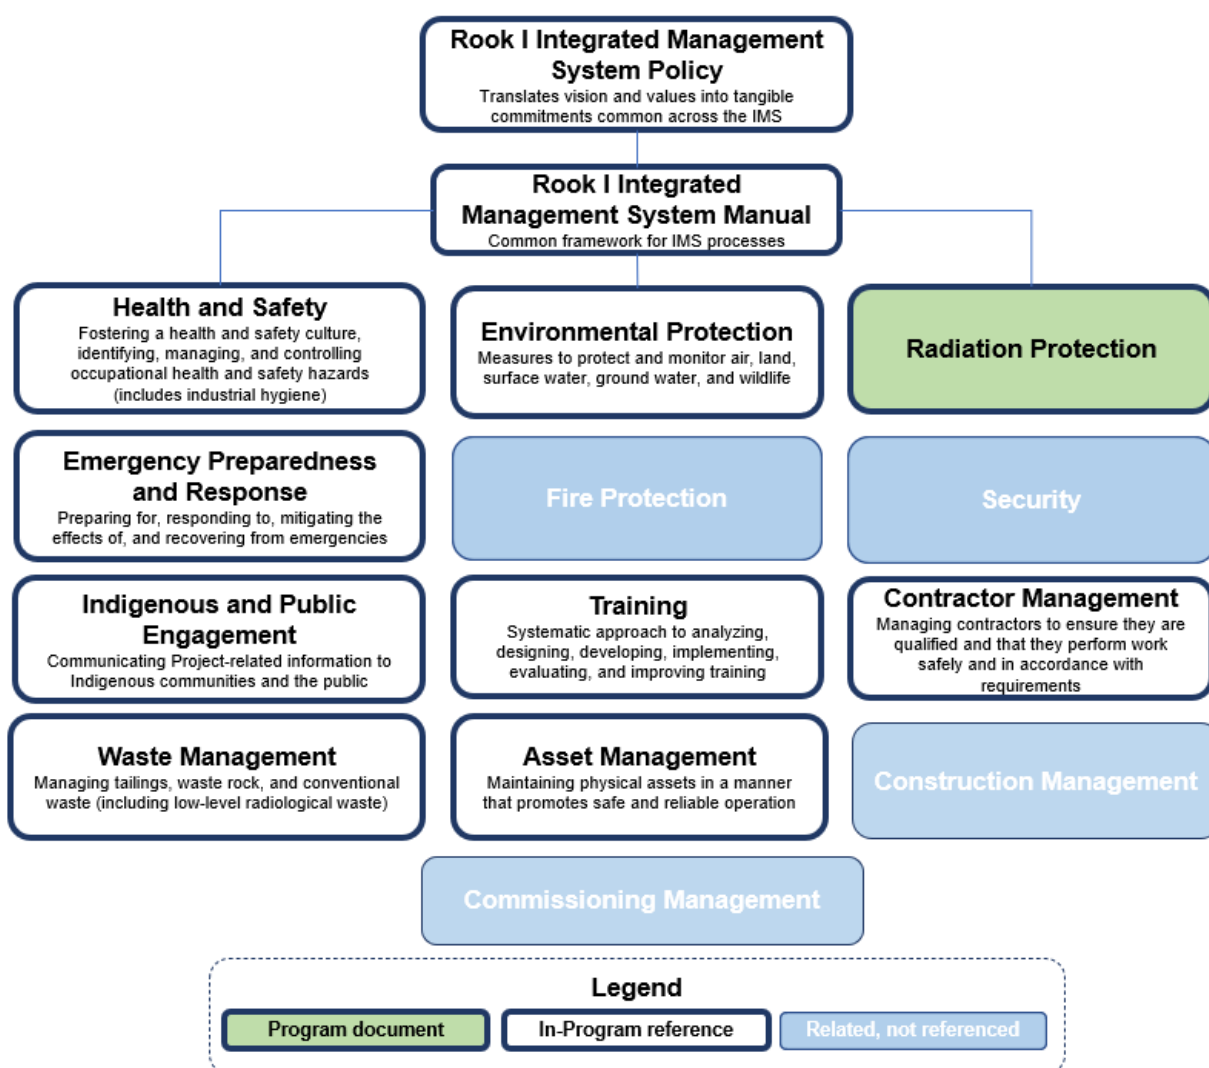 Rook I Integrated Management
System Policy
Translates vision and values into tangible
commitments common across the IMS
Rook I Integrated
Management System Manual
Common framework for IMS processes
Health and Safety
Fostering a health and safety culture,
identifying, managing, and controlling
occupational health and safety hazards
(includes industrial hygiene)
Environmental Protection
Measures to protect and monitor air, land,
surface water, ground water, and wildlife
Radiation Protection
Emergency Preparedness
and Response
Preparing for, responding to, mitigating the
effects of, and recovering from emergencies
Fire Protection
Security
Indigenous and Public
Engagement
Communicating Project-related information to
Indigenous communities and the public
Training
Systematic approach to analyzing,
designing, developing, implementing,
evaluating, and improving training
Contractor Management
Managing contractors to ensure they are
qualified and that they perform work
safely and in accordance with
requirements
Waste Management
Managing tailings, waste rock, and conventional
waste (including low-level radiological waste)
Asset Management
Maintaining physical assets in a manner
that promotes safe and reliable operation
Construction Management
Commissioning Management
Legend
Program document
In-Program reference
Related, not referenced